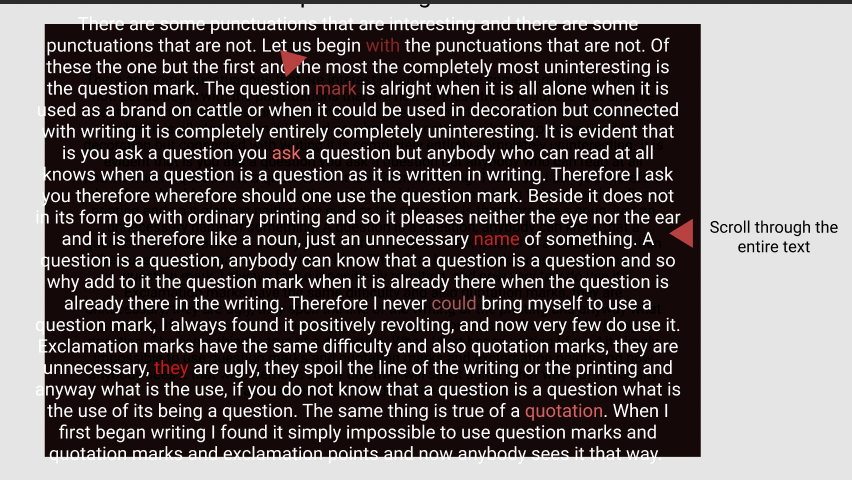 There are some punctuations that are interesting and there are some
punctuations that are not. Let us begin with the punctuations that are not. Of
these the one but the first and the most the completely most uninteresting is
the question mark. The question mark is alright when it is all alone when it is
used as a brand on cattle or when it could be used in decoration but connected
with writing it is completely entirely completely uninteresting. It is evident that
is you ask a question you ask a question but anybody who can read at all
knows when a question is a question as it is written in writing. Therefore I ask
you therefore wherefore should one use the question mark. Beside it does not
in its form go with ordinary printing and so it pleases neither the eye nor the ear
and it is therefore like a noun, just an unnecessary name of something. A
question is a question, anybody can know that a question is a question and so
why add to it the question mark when it is already there when the question is
already there in the writing. Therefore I never could bring myself to use a
question mark, I always found it positively revolting, and now very few do use it.
Exclamation marks have the same difficulty and also quotation marks, they are
unnecessary, they are ugly, they spoil the line of the writing or the printing and
anyway what is the use, if you do not know that a question is a question what is
the use of its being a question. The same thing is true of a quotation. When I
first began writing I found it simply impossible to use question marks and
quotation marks and exclamation points and now anybody sees it that way.
Scroll through the
entire text